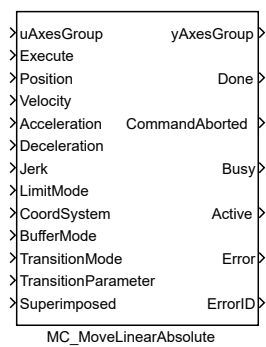 uAxesGroup yAxesGroup
Execute
Position Done
Velocity
Acceleration CommandAborted
Deceleration
Jerk Busy
LimitMode
CoordSystem Active
BufferMode
TransitionMode Error
TransitionParameter
Superimposed ErrorID
MC_MoveLinearAbsolute